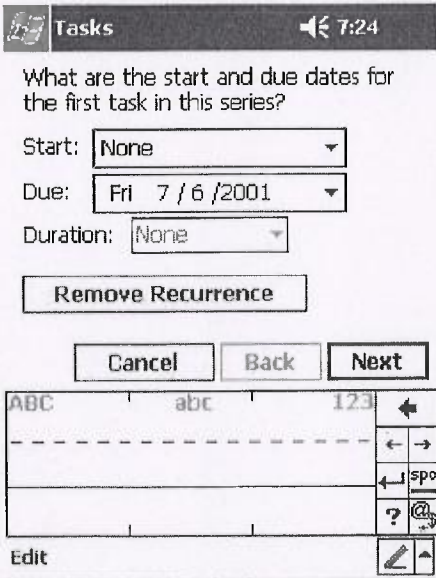 Tasks 7:24
What are the start and due dates for
the first task in this series?
Start: None
Due: Fri 7 / 6 /2001
Duration: None
Remove Recurrence
Cancel Back Next
ABC abc 123
spo
? @
Edit